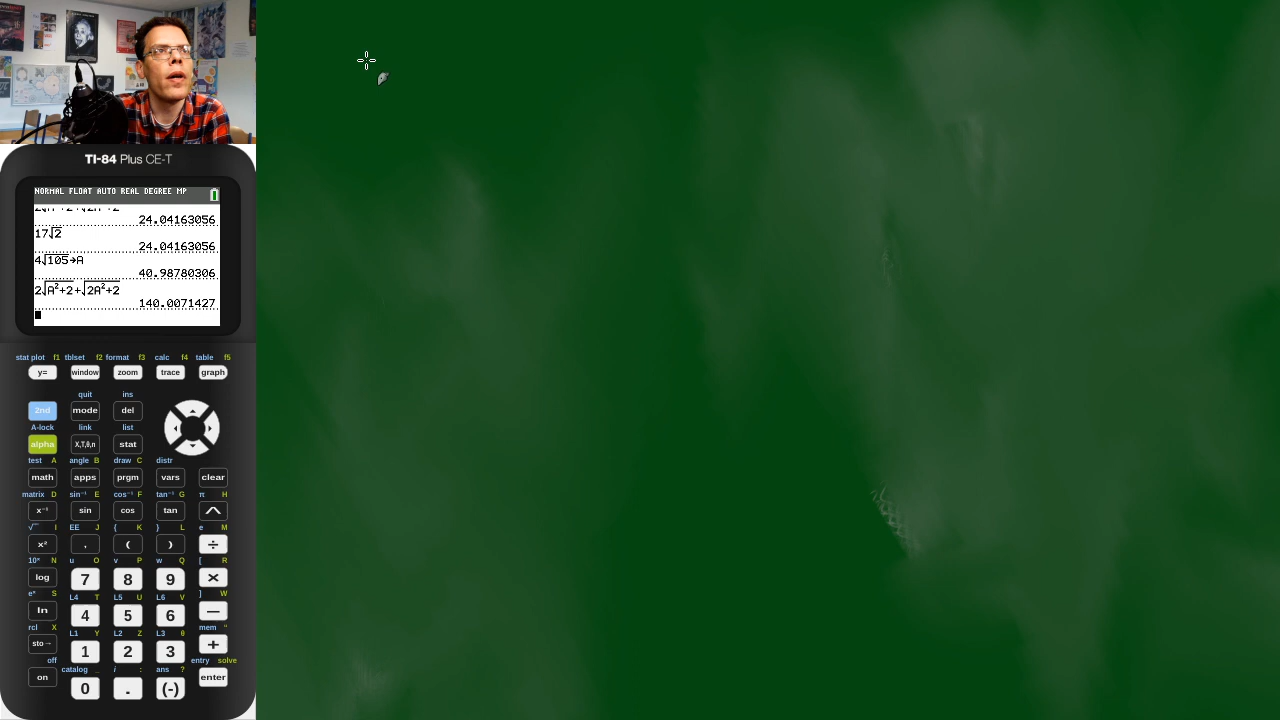 TI-84 Plus CE-T
NORMAL FLOAT AUTO REAL DEGREE MP
24.04163056
17√2
24.04163056
4√105→A
40.98780306
2√A²+2+√2A²+2
140.0071427
stat plot f1 tblset f2 format f3 calc f4 table f5
y= window zoom trace graph
quit ins
2nd mode del
A-lock link list
alpha X,T,θ,n stat
test A angle B draw C distr
math apps prgm vars clear
matrix D sin⁻¹ E cos⁻¹ F tan⁻¹ G π H
x⁻¹ sin cos tan ^
√‾ I EE J { K } L e M
x² , ( ) ÷
10ˣ N u O v P w Q [ R
log 7 8 9 ×
eˣ S L4 T L5 U L6 V ] W
ln 4 5 6 —
rcl X L1 Y L2 Z L3 θ mem "
sto→ 1 2 3 +
off catalog _ i : ans ? entry solve
on 0 . (-) enter